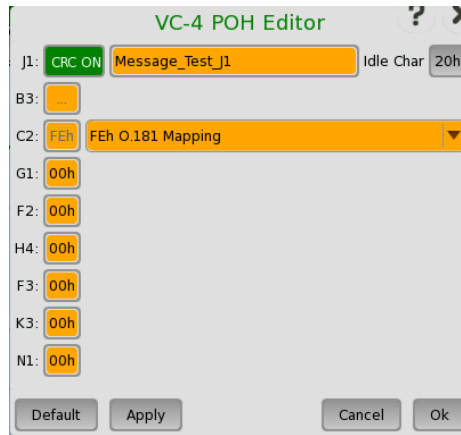 VC-4 POH Editor ?
J1: CRC ON Message_Test_J1 Idle Char 20h
B3: ...
C2: FEh FEh O.181 Mapping
G1: 00h
F2: 00h
H4: 00h
F3: 00h
K3: 00h
N1: 00h
Default Apply Cancel Ok